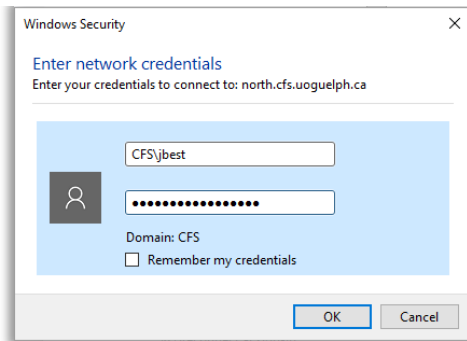 Windows Security
Enter network credentials
Enter your credentials to connect to: north.cfs.uoguelph.ca
CFS\jbest
●●●●●●●●●●●●●●●●●
Domain: CFS
Remember my credentials
OK
Cancel